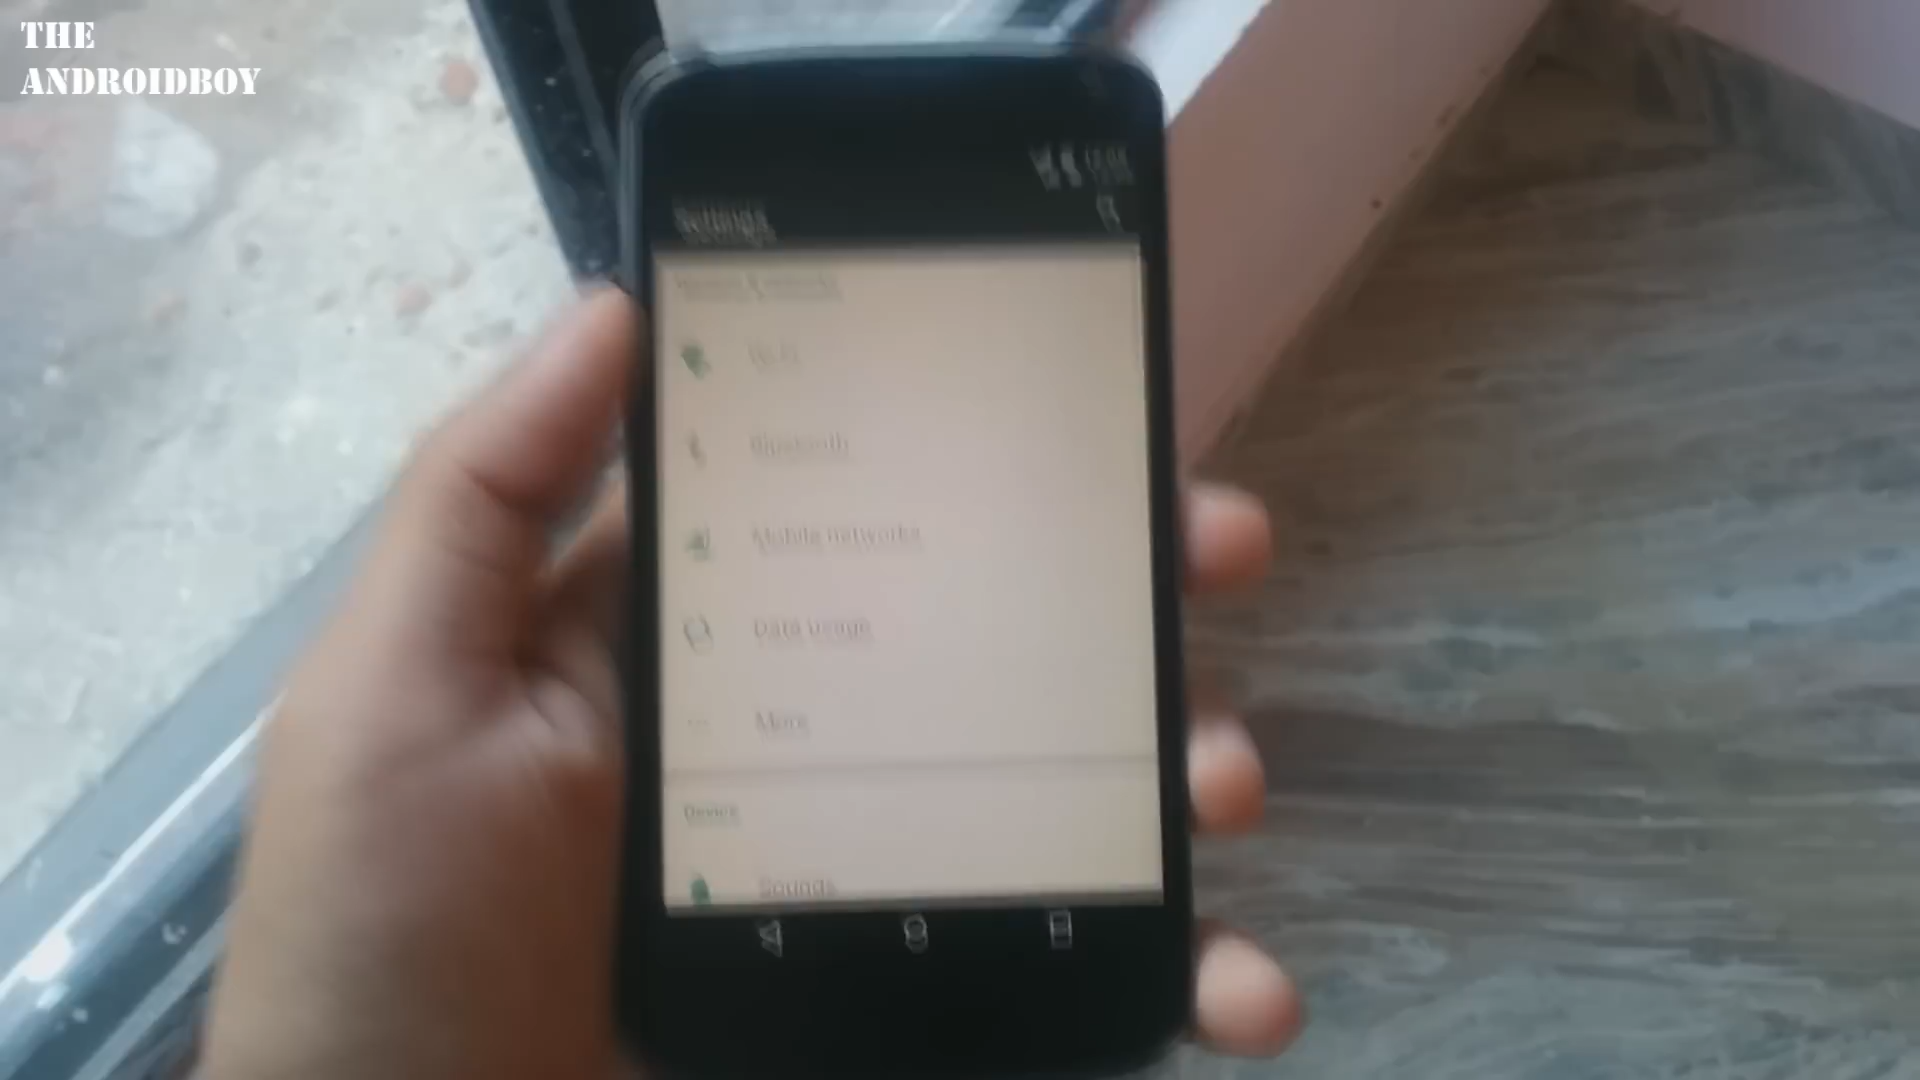 THE
ANDROIDBOY
Settings
Wi-Fi
Bluetooth
Mobile networks
Data usage
More
Device
Sounds